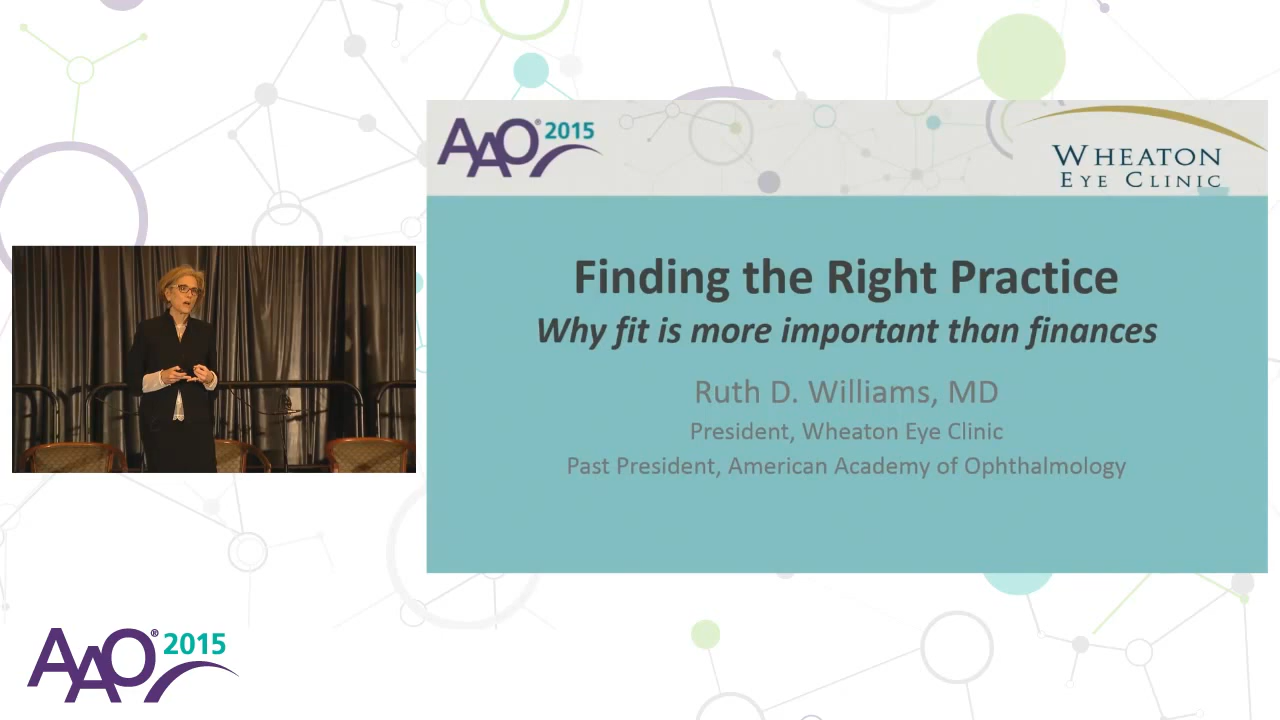 AAO® 2015
WHEATON
EYE CLINIC
Finding the Right Practice
Why fit is more important than finances
Ruth D. Williams, MD
President, Wheaton Eye Clinic
Past President, American Academy of Ophthalmology
AAO® 2015